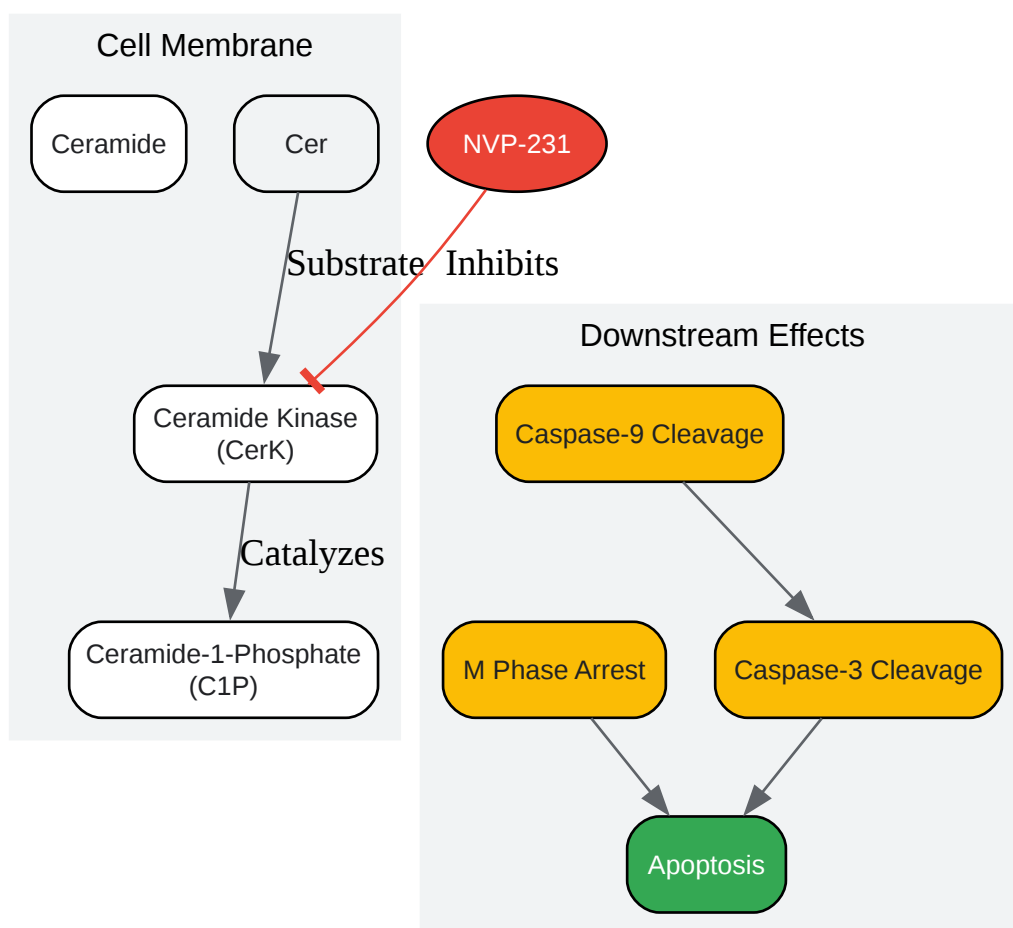 Cell Membrane
Ceramide
Cer
NVP-231
Substrate
Inhibits
Downstream Effects
Ceramide Kinase
(CerK)
Caspase-9 Cleavage
Catalyzes
Ceramide-1-Phosphate
(C1P)
M Phase Arrest
Caspase-3 Cleavage
Apoptosis